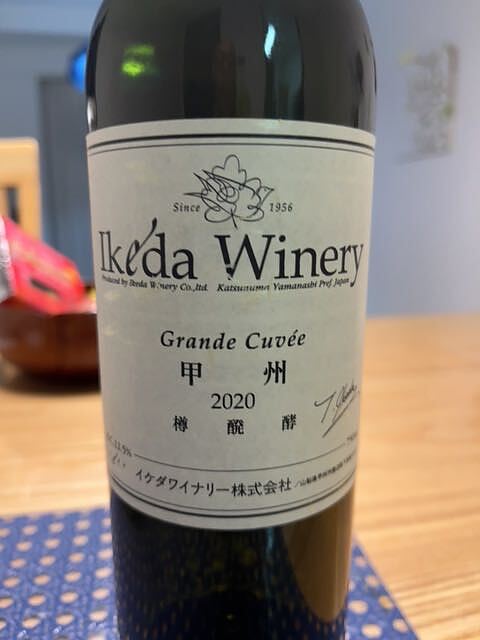 Since 1956
Ikéda Winery
Produced by Ikeda Winery Co.,ltd. Katsunuma Yamanashi Pref. Japan
Grande Cuvée
甲州
2020
樽醗酵
イケダワイナリー株式会社